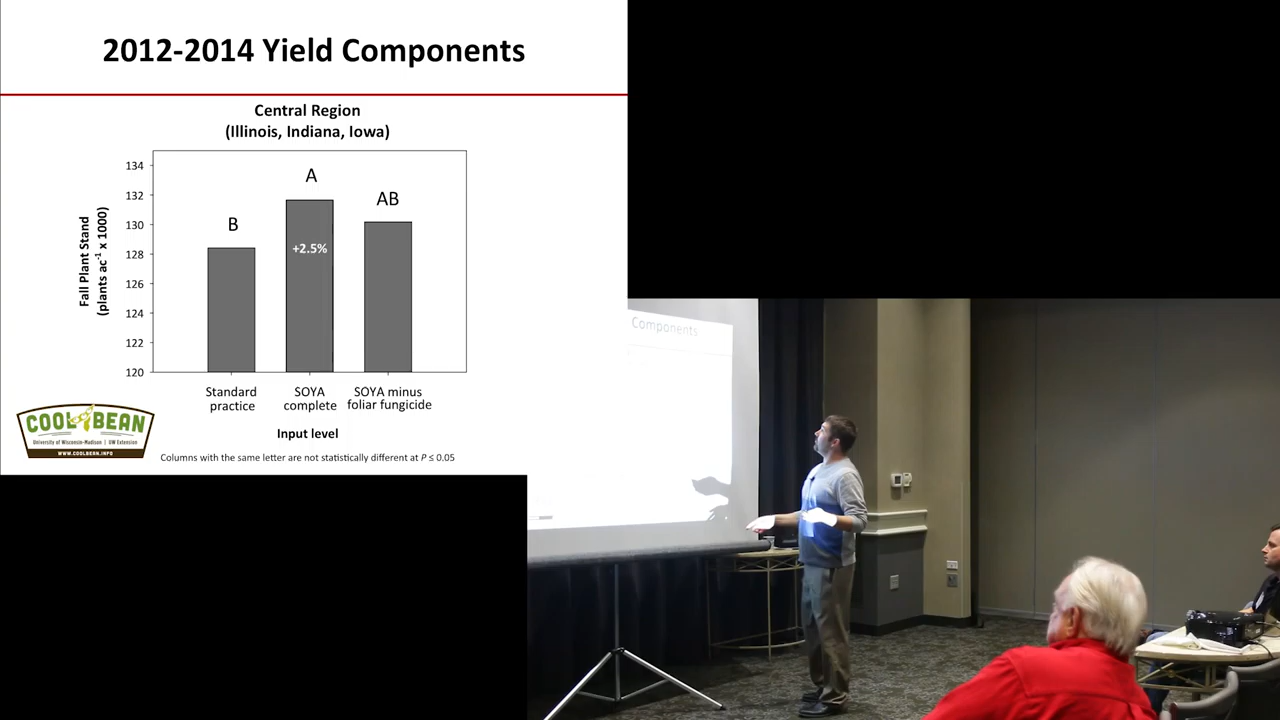 2012-2014 Yield Components
Central Region
(Illinois, Indiana, Iowa)
Fall Plant Stand
(plants ac⁻¹ x 1000)
134
132
130
128
126
124
122
120
B
A
AB
+2.5%
Standard
practice
SOYA
complete
SOYA minus
foliar fungicide
Input level
COOL BEAN
University of Wisconsin-Madison | UW Extension
WWW.COOLBEAN.INFO
Columns with the same letter are not statistically different at P ≤ 0.05
Components